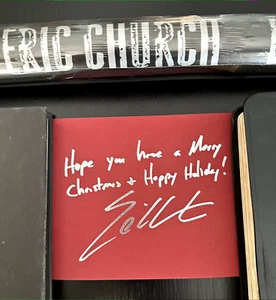 ERIC CHURCH
Hope you have a Merry
Christmas + Happy Holiday!